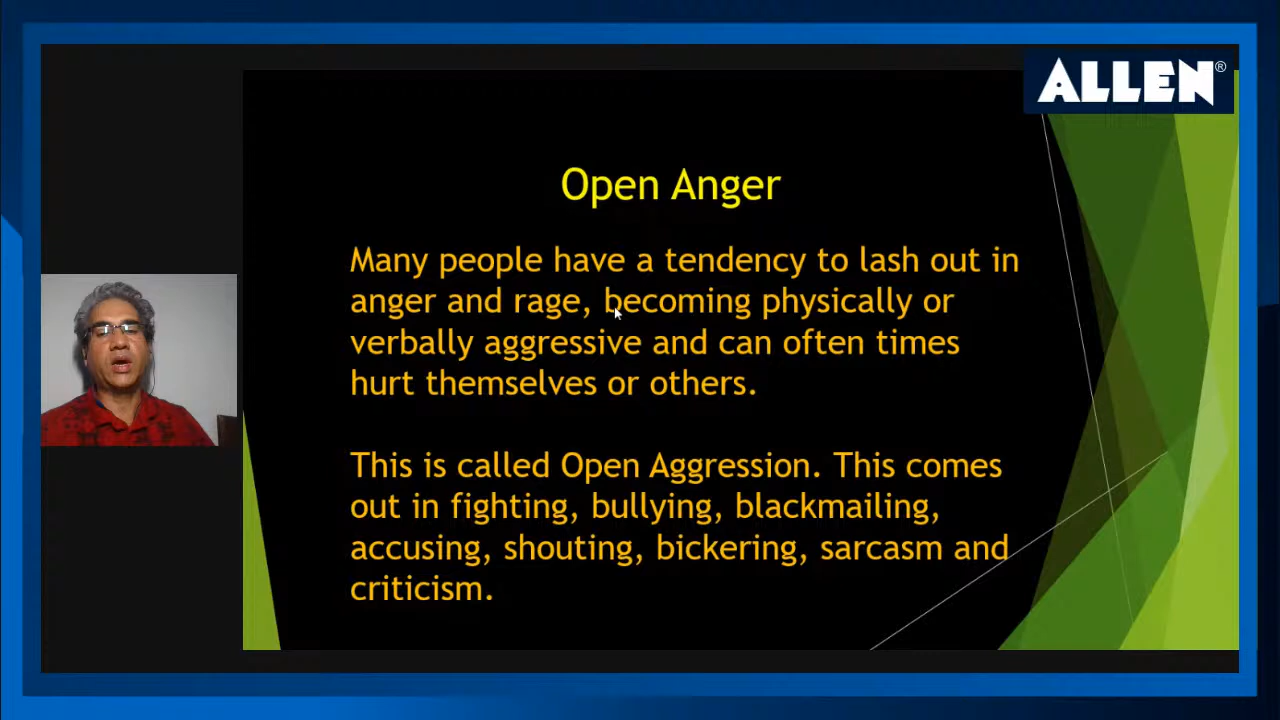 ALLEN®
Open Anger
Many people have a tendency to lash out in
anger and rage, becoming physically or
verbally aggressive and can often times
hurt themselves or others.
This is called Open Aggression. This comes
out in fighting, bullying, blackmailing,
accusing, shouting, bickering, sarcasm and
criticism.